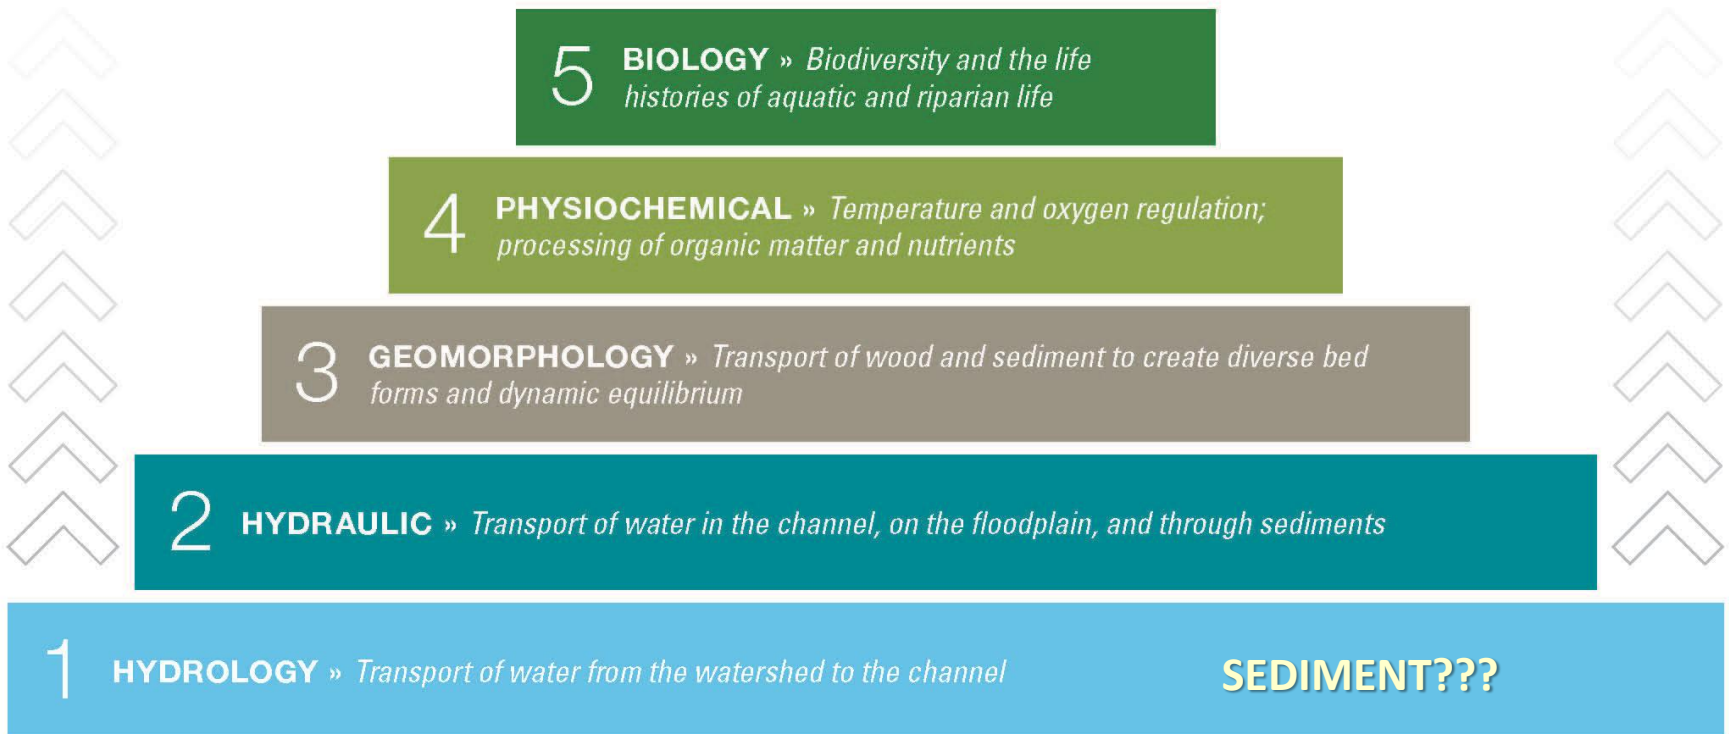 5 BIOLOGY » Biodiversity and the life
histories of aquatic and riparian life
4 PHYSIOCHEMICAL » Temperature and oxygen regulation;
processing of organic matter and nutrients
3 GEOMORPHOLOGY » Transport of wood and sediment to create diverse bed
forms and dynamic equilibrium
2 HYDRAULIC » Transport of water in the channel, on the floodplain, and through sediments
1 HYDROLOGY » Transport of water from the watershed to the channel SEDIMENT???